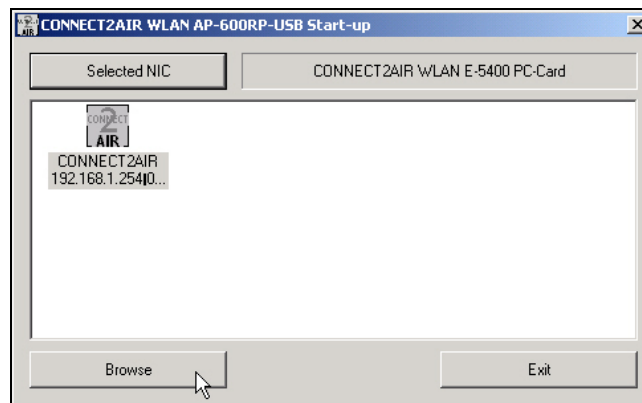 CONNECT2AIR WLAN AP-600RP-USB Start-up
Selected NIC
CONNECT2AIR WLAN E-5400 PC-Card
CONNECT
2
AIR
CONNECT2AIR
192.168.1.254|0...
Browse
Exit